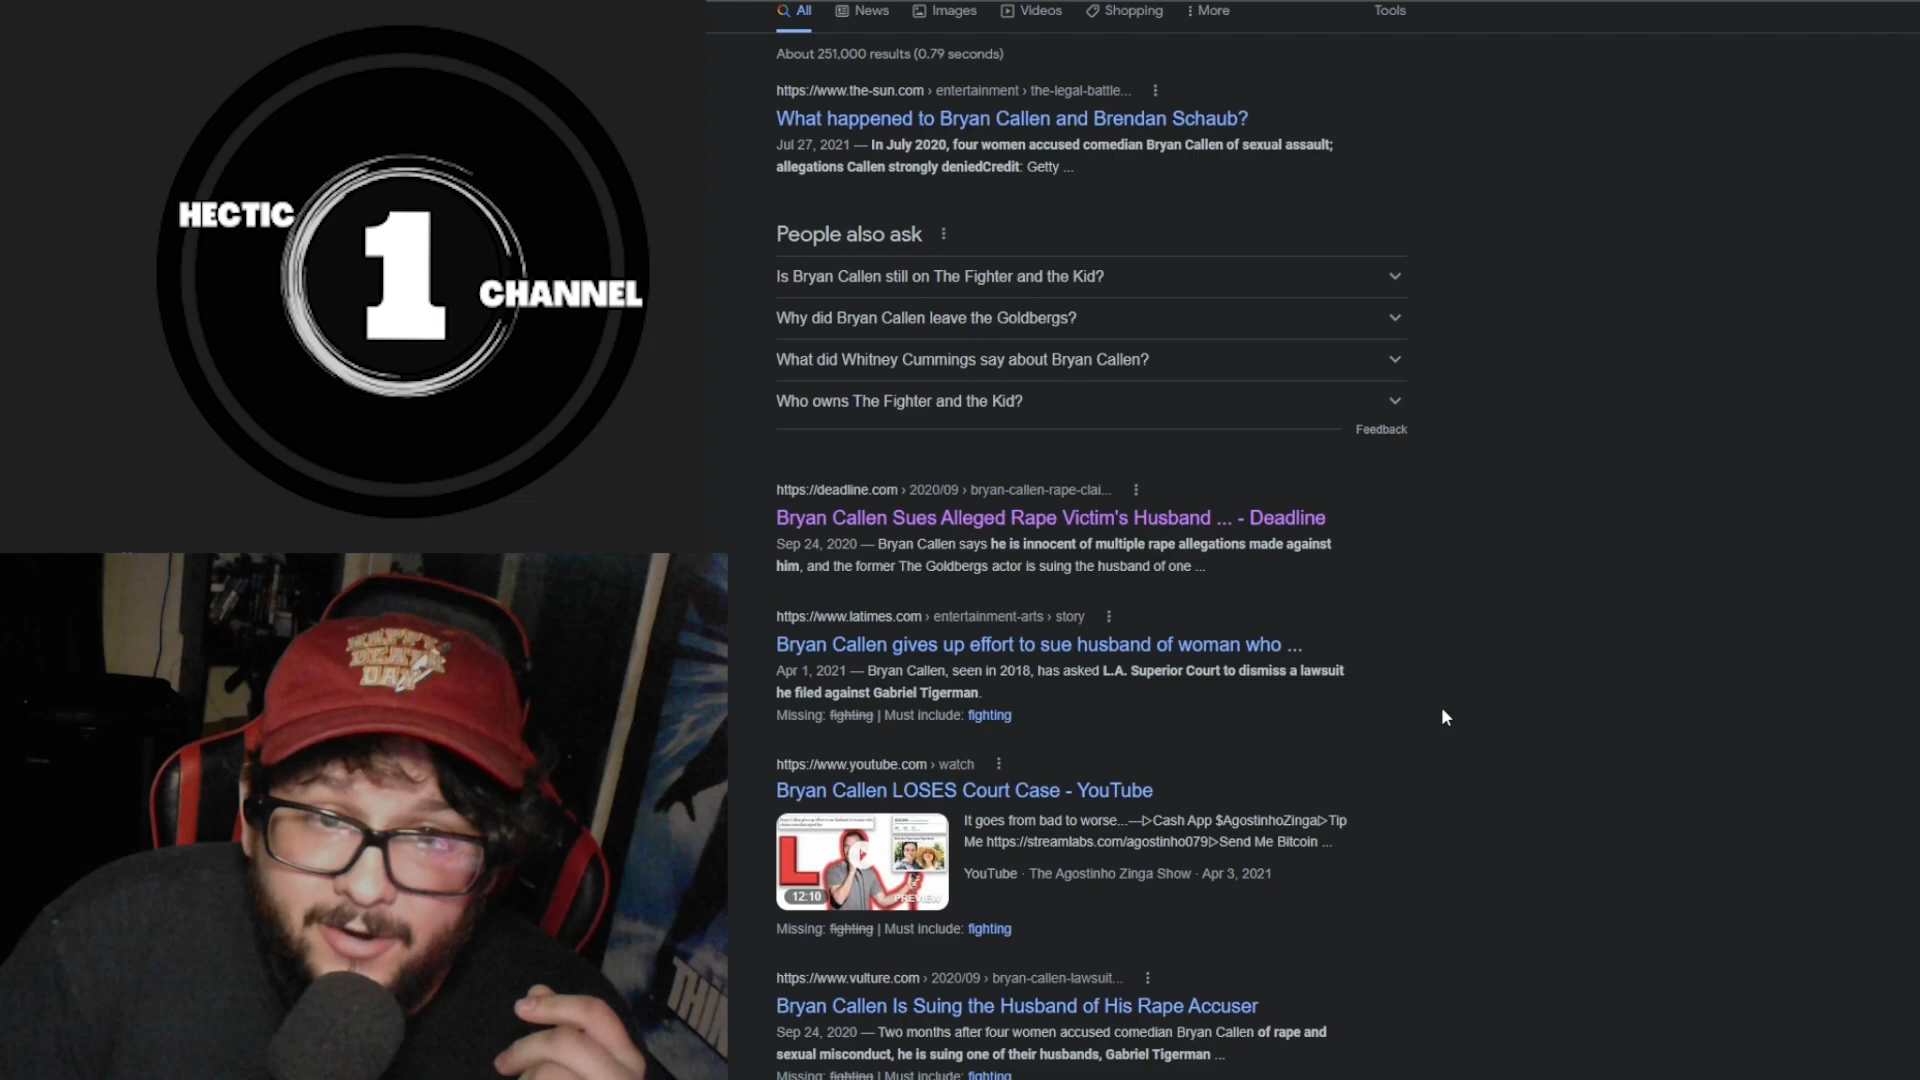 HECTIC
1
CHANNEL
All
News
Images
Videos
Shopping
More
Tools
About 251,000 results (0.79 seconds)
https://www.the-sun.com › entertainment › the-legal-battle...
What happened to Bryan Callen and Brendan Schaub?
Jul 27, 2021 — In July 2020, four women accused comedian Bryan Callen of sexual assault;
allegations Callen strongly deniedCredit: Getty ...
People also ask
Is Bryan Callen still on The Fighter and the Kid?
Why did Bryan Callen leave the Goldbergs?
What did Whitney Cummings say about Bryan Callen?
Who owns The Fighter and the Kid?
Feedback
https://deadline.com › 2020/09 › bryan-callen-rape-clai...
Bryan Callen Sues Alleged Rape Victim's Husband ... - Deadline
Sep 24, 2020 — Bryan Callen says he is innocent of multiple rape allegations made against
him, and the former The Goldbergs actor is suing the husband of one ...
https://www.latimes.com › entertainment-arts › story
Bryan Callen gives up effort to sue husband of woman who ...
Apr 1, 2021 — Bryan Callen, seen in 2018, has asked L.A. Superior Court to dismiss a lawsuit
he filed against Gabriel Tigerman.
Missing: fighting | Must include: fighting
https://www.youtube.com › watch
Bryan Callen LOSES Court Case - YouTube
L
12:10
PREVIEW
It goes from bad to worse...—▷Cash App $AgostinhoZinga▷Tip
Me https://streamlabs.com/agostinho079▷Send Me Bitcoin ...
YouTube · The Agostinho Zinga Show · Apr 3, 2021
Missing: fighting | Must include: fighting
https://www.vulture.com › 2020/09 › bryan-callen-lawsuit...
Bryan Callen Is Suing the Husband of His Rape Accuser
Sep 24, 2020 — Two months after four women accused comedian Bryan Callen of rape and
sexual misconduct, he is suing one of their husbands, Gabriel Tigerman ...
Missing: fighting | Must include: fighting
HAPPY
DEATH
DAY